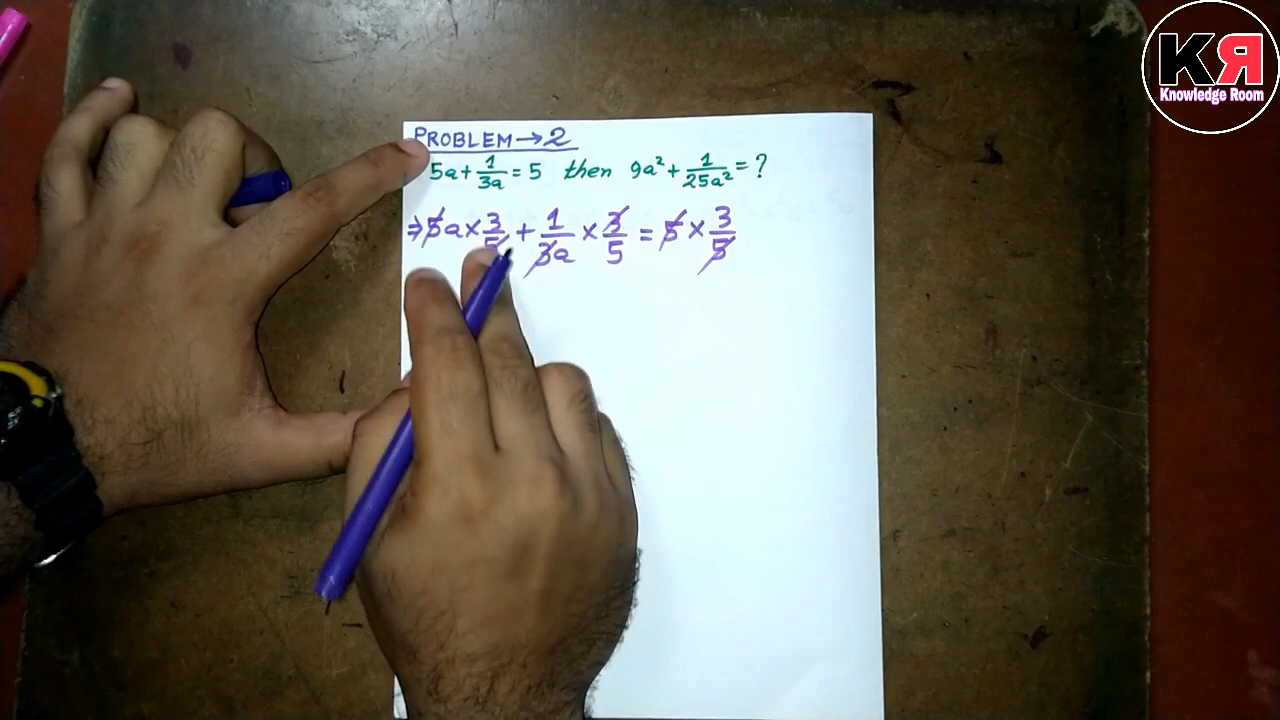 KЯ
Knowledge Room
PROBLEM → 2
5a + 1/3a = 5 then 9a² + 1/25a² = ?
⇒ 5a × 3/5 + 1/3a × 3/5 = 5 × 3/5